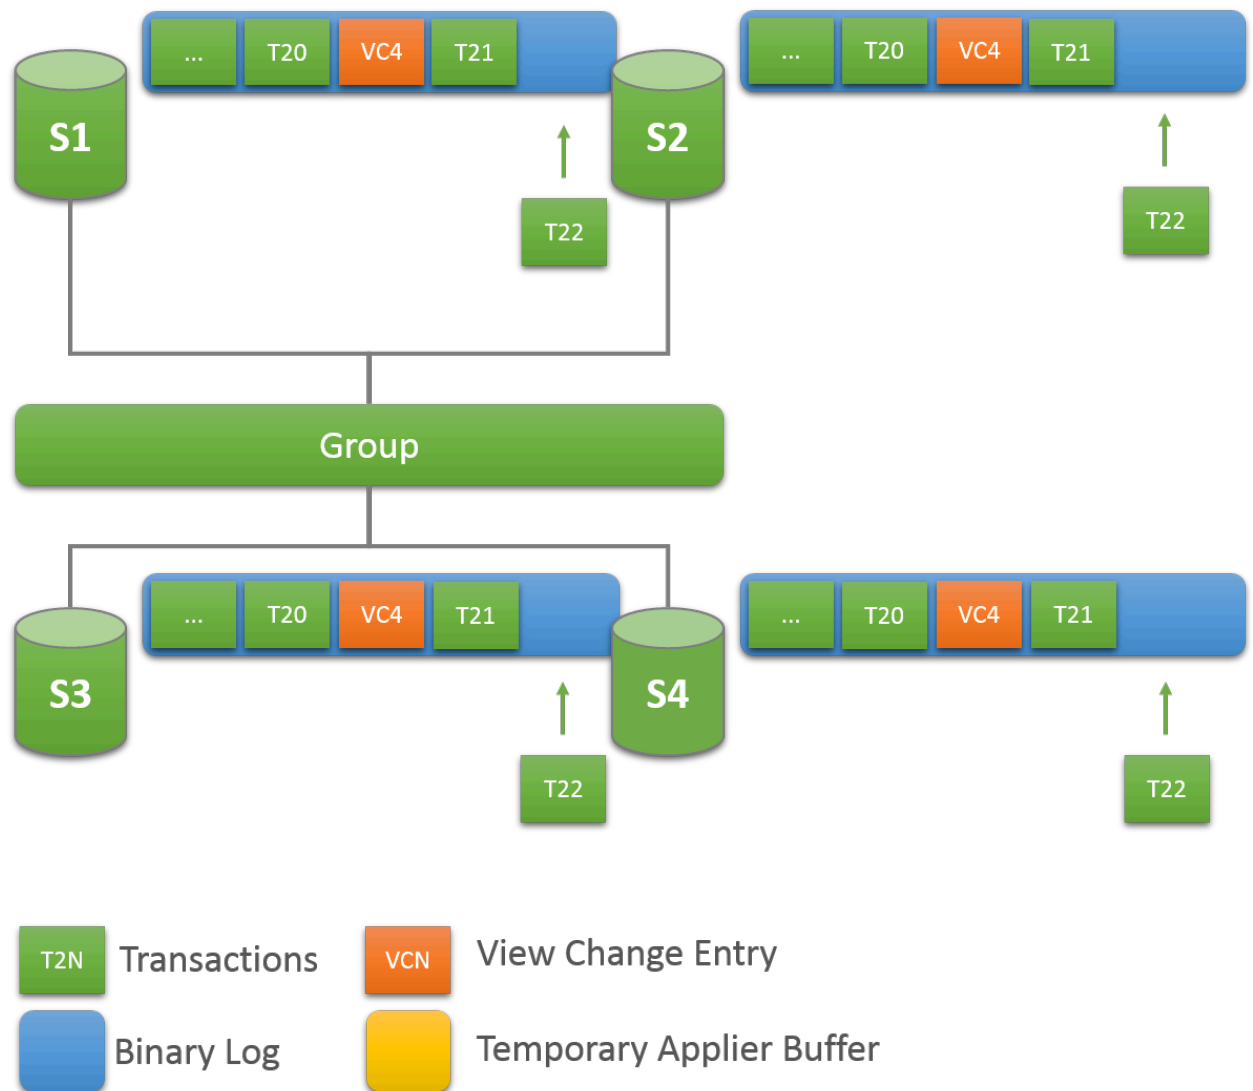 ... T20 VC4 T21
... T20 VC4 T21
S1
S2
T22
T22
Group
... T20 VC4 T21
... T20 VC4 T21
S3
S4
T22
T22
T2N Transactions
VCN View Change Entry
Binary Log
Temporary Applier Buffer